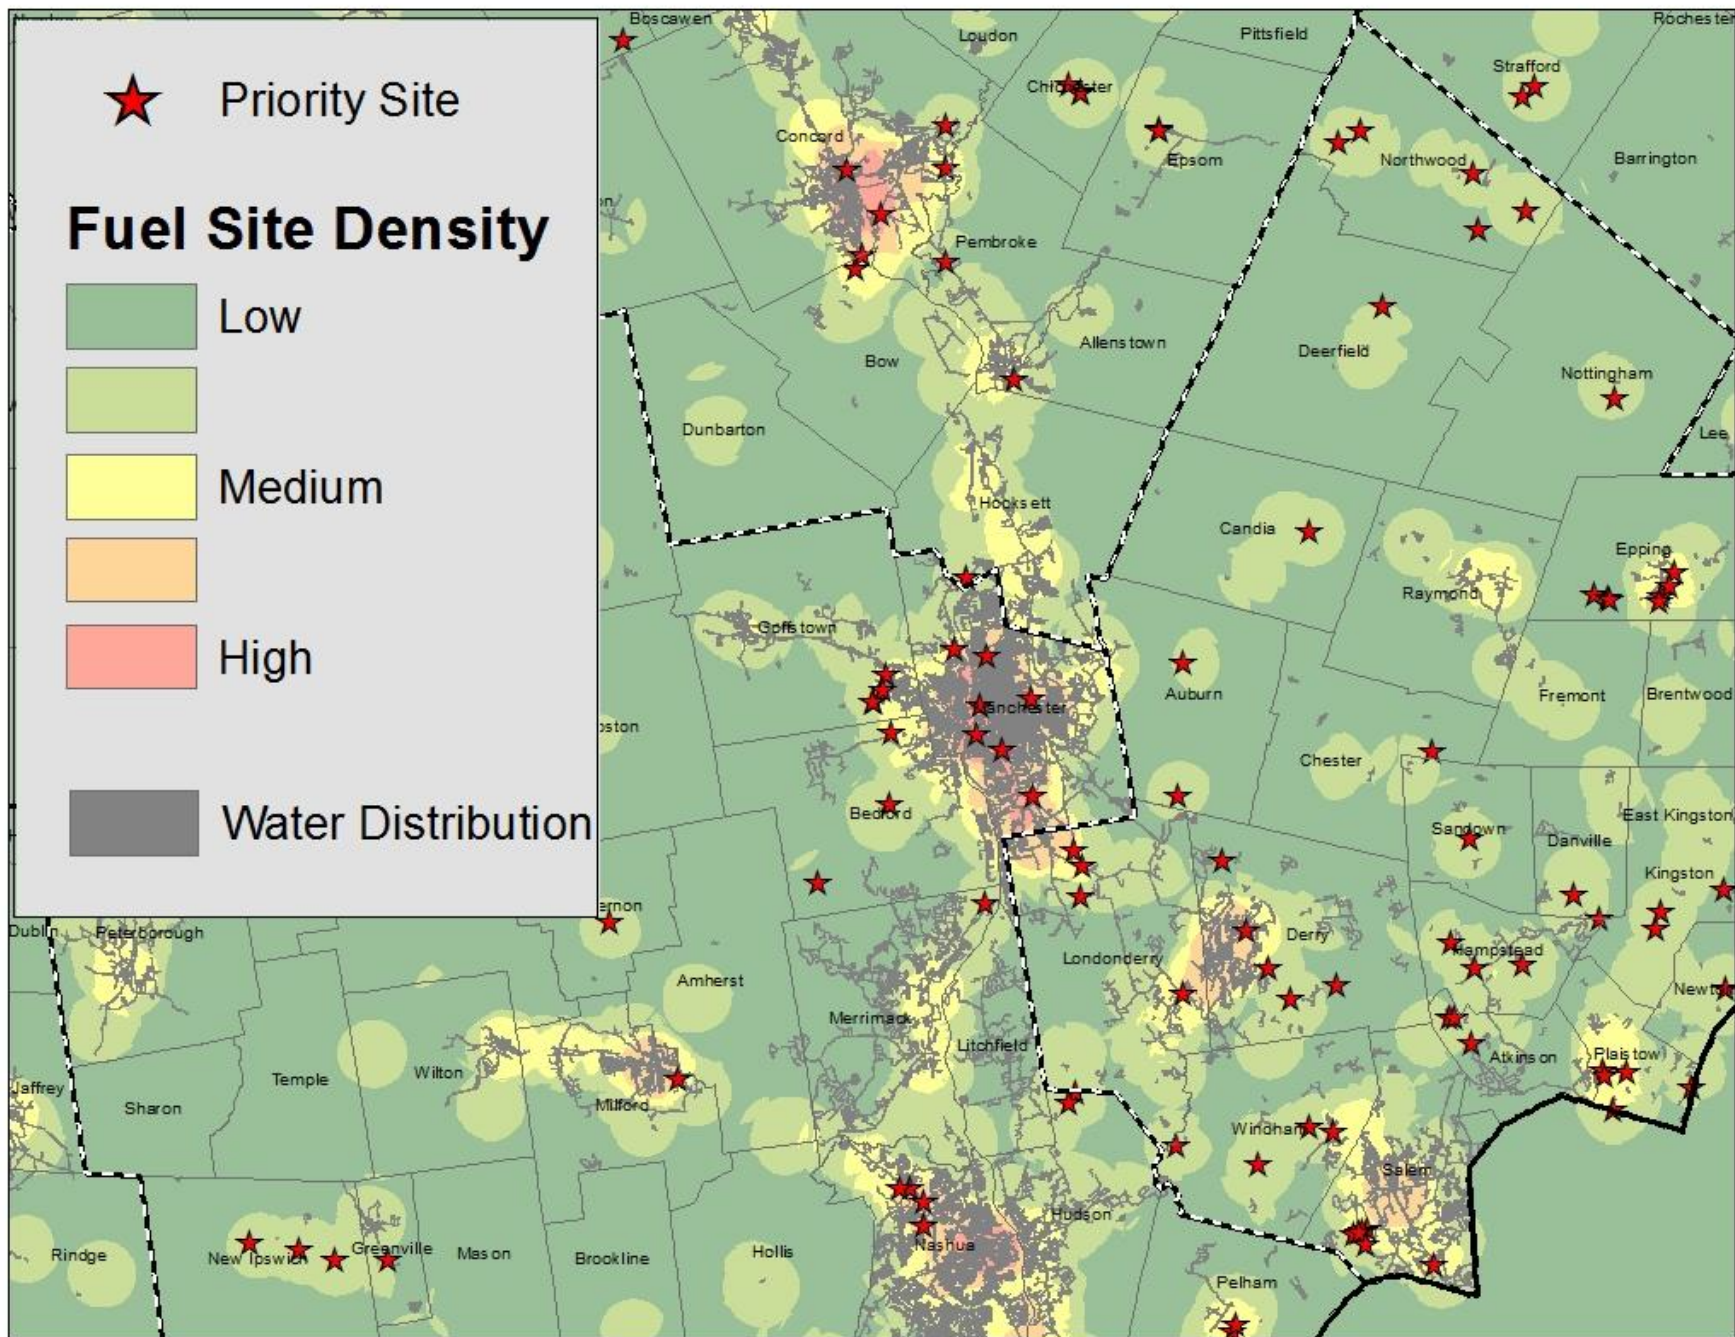 Priority Site
Fuel Site Density
Low
Medium
High
Water Distribution
Boscawen
Loudon
Pittsfield
Rochester
Strafford
Chichester
Concord
Epsom
Northwood
Barrington
Pembroke
Allenstown
Bow
Deerfield
Nottingham
Dunbarton
Lee
Hooksett
Candia
Epping
Raymond
Goffstown
Auburn
Fremont
Brentwood
Manchester
Chester
Bedford
Sandown
Danville
East Kingston
Kingston
ernon
Dublin
Peterborough
Derry
Hampstead
Londonderry
Amherst
Newton
Merrimack
Litchfield
Atkinson
Plaistow
Jaffrey
Sharon
Temple
Wilton
Milford
Windham
Salem
Hudson
Rindge
New Ipswich
Greenville
Mason
Brookline
Hollis
Nashua
Pelham